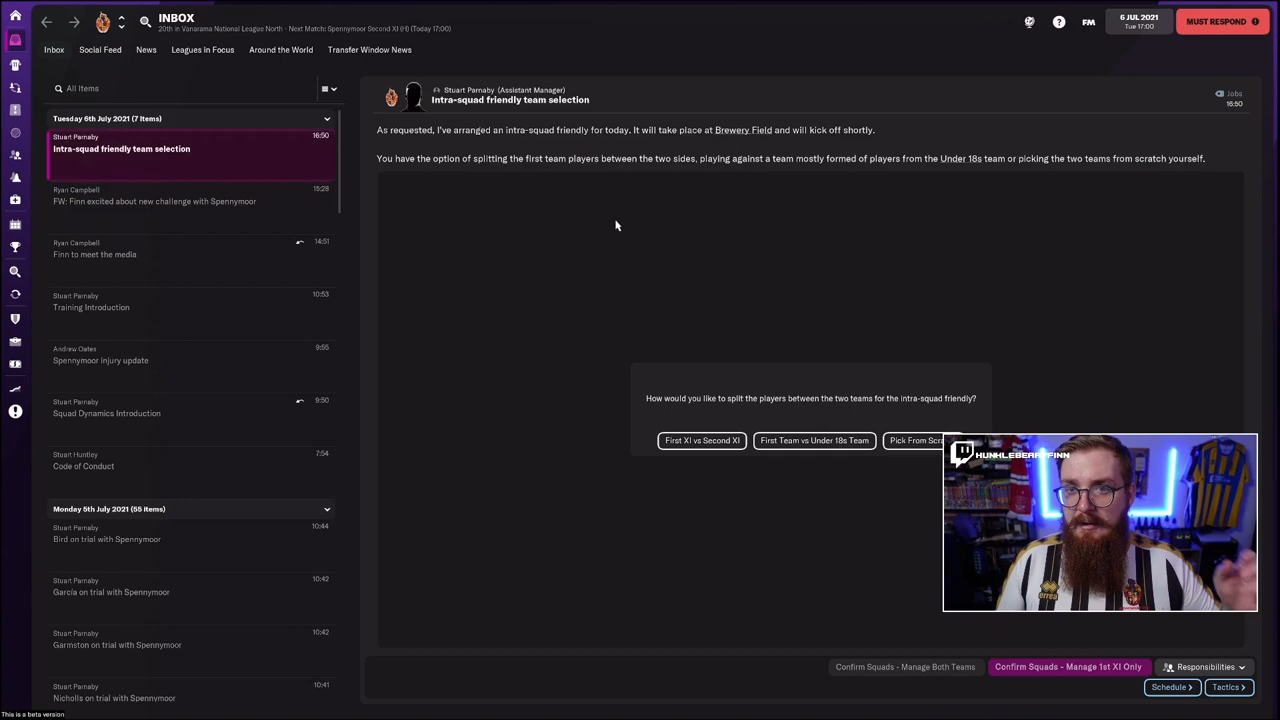 INBOX
20th in Vanarama National League North - Next Match: Spennymoor Second XI (H) (Today 17:00)
FM
6 JUL 2021
Tue 17:00
MUST RESPOND
Inbox
Social Feed
News
Leagues in Focus
Around the World
Transfer Window News
All Items
Tuesday 6th July 2021 (7 Items)
Stuart Parnaby
16:50
Intra-squad friendly team selection
Ryan Campbell
15:28
FW: Finn excited about new challenge with Spennymoor
Ryan Campbell
14:51
Finn to meet the media
Stuart Parnaby
10:53
Training Introduction
Andrew Oates
9:55
Spennymoor injury update
Stuart Parnaby
9:50
Squad Dynamics Introduction
Stuart Huntley
7:54
Code of Conduct
Monday 5th July 2021 (55 Items)
Stuart Parnaby
10:44
Bird on trial with Spennymoor
Stuart Parnaby
10:42
García on trial with Spennymoor
Stuart Parnaby
10:42
Garmston on trial with Spennymoor
Stuart Parnaby
10:41
Nicholls on trial with Spennymoor
This is a beta version
Stuart Parnaby (Assistant Manager)
Intra-squad friendly team selection
Jobs
16:50
As requested, I've arranged an intra-squad friendly for today. It will take place at Brewery Field and will kick off shortly.
You have the option of splitting the first team players between the two sides, playing against a team mostly formed of players from the Under 18s team or picking the two teams from scratch yourself.
How would you like to split the players between the two teams for the intra-squad friendly?
First XI vs Second XI
First Team vs Under 18s Team
Pick From Scra
HUNKLEBERRYFINN
errea
Confirm Squads - Manage Both Teams
Confirm Squads - Manage 1st XI Only
Responsibilities
Schedule
Tactics